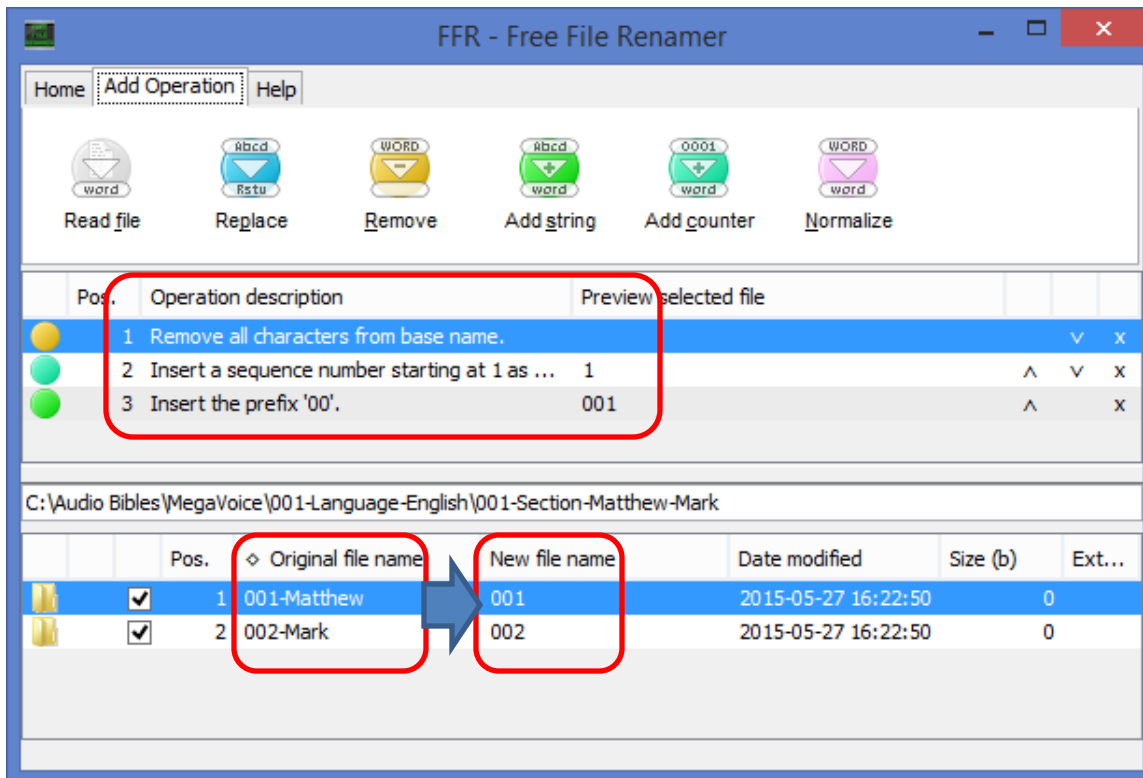 FFR - Free File Renamer
Home Add Operation Help
Abcd WORD Abcd 0001 WORD
word Rstu word word word
Read file Replace Remove Add string Add counter Normalize
Pos. Operation description Preview selected file
1 Remove all characters from base name. v x
2 Insert a sequence number starting at 1 as ... 1 ʌ v x
3 Insert the prefix '00'. 001 ʌ x
C:\Audio Bibles\MegaVoice\001-Language-English\001-Section-Matthew-Mark
Pos. Original file name New file name Date modified Size (b) Ext...
1 001-Matthew 001 2015-05-27 16:22:50 0
2 002-Mark 002 2015-05-27 16:22:50 0